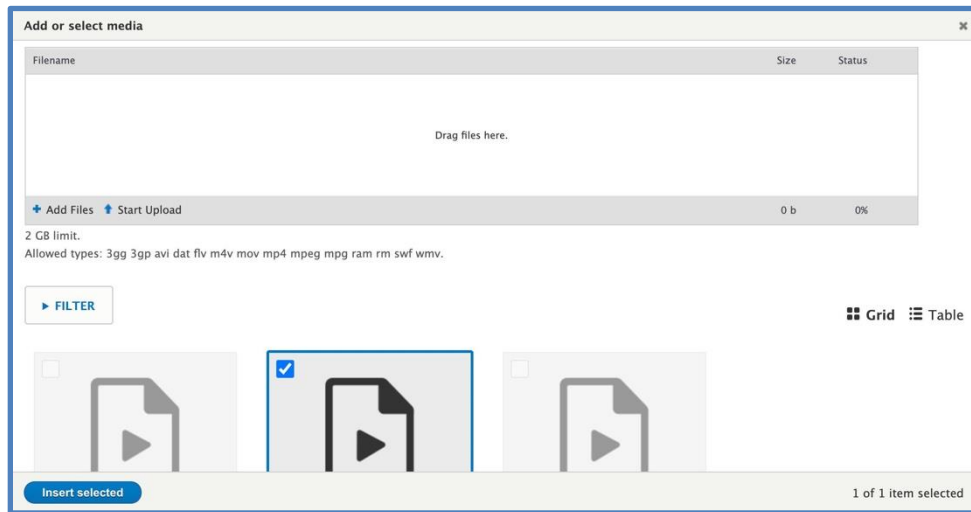 Add or select media
Filename Size Status
Drag files here.
Add Files Start Upload 0 b 0%
2 GB limit.
Allowed types: 3gg 3gp avi dat flv m4v mov mp4 mpeg mpg ram rm swf wmv.
FILTER
Grid Table
Insert selected 1 of 1 item selected